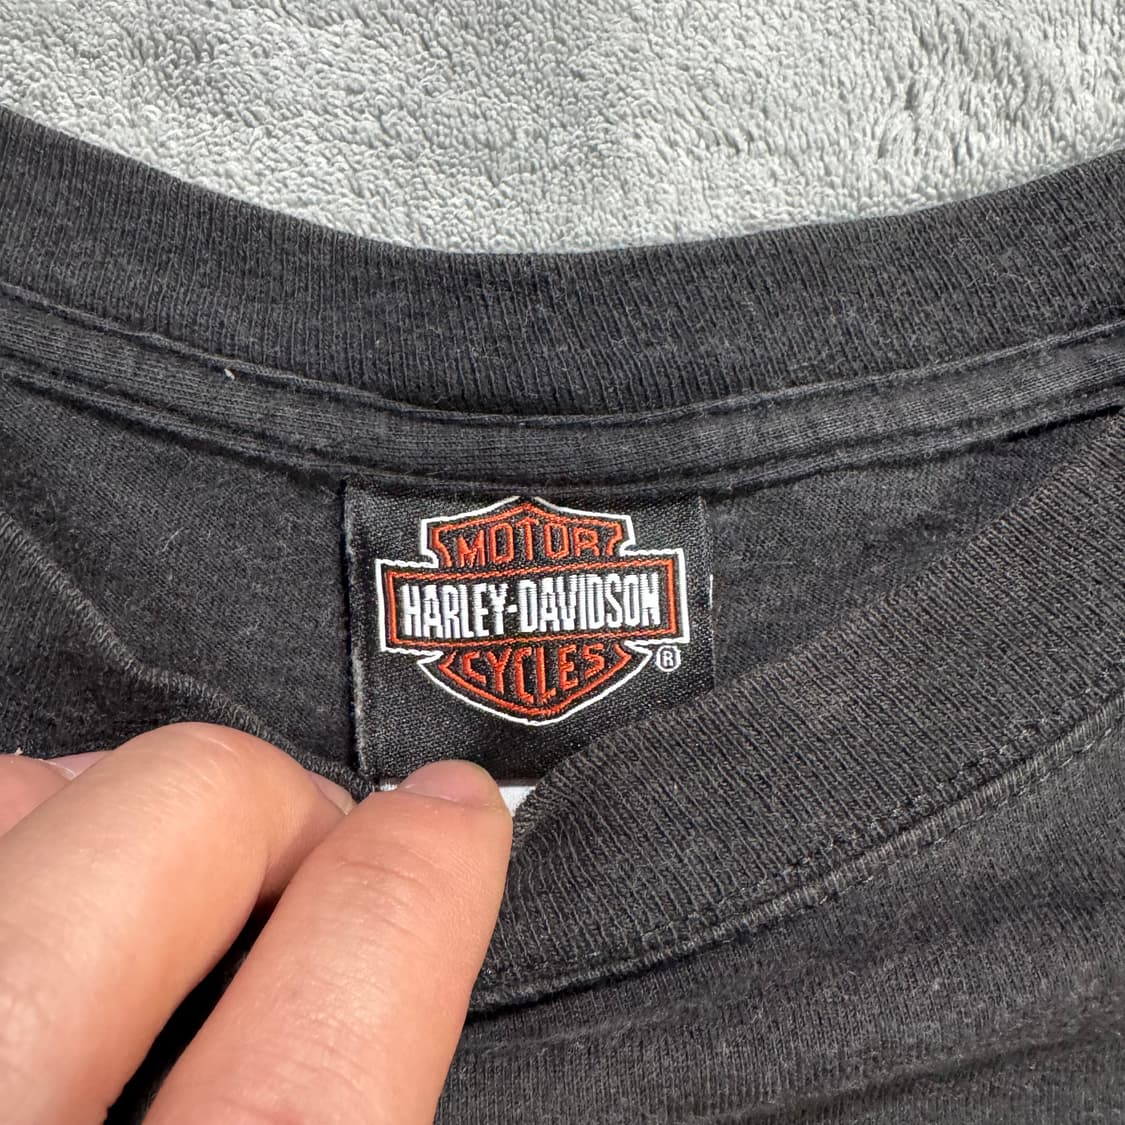 MOTOR
HARLEY-DAVIDSON
CYCLES
®